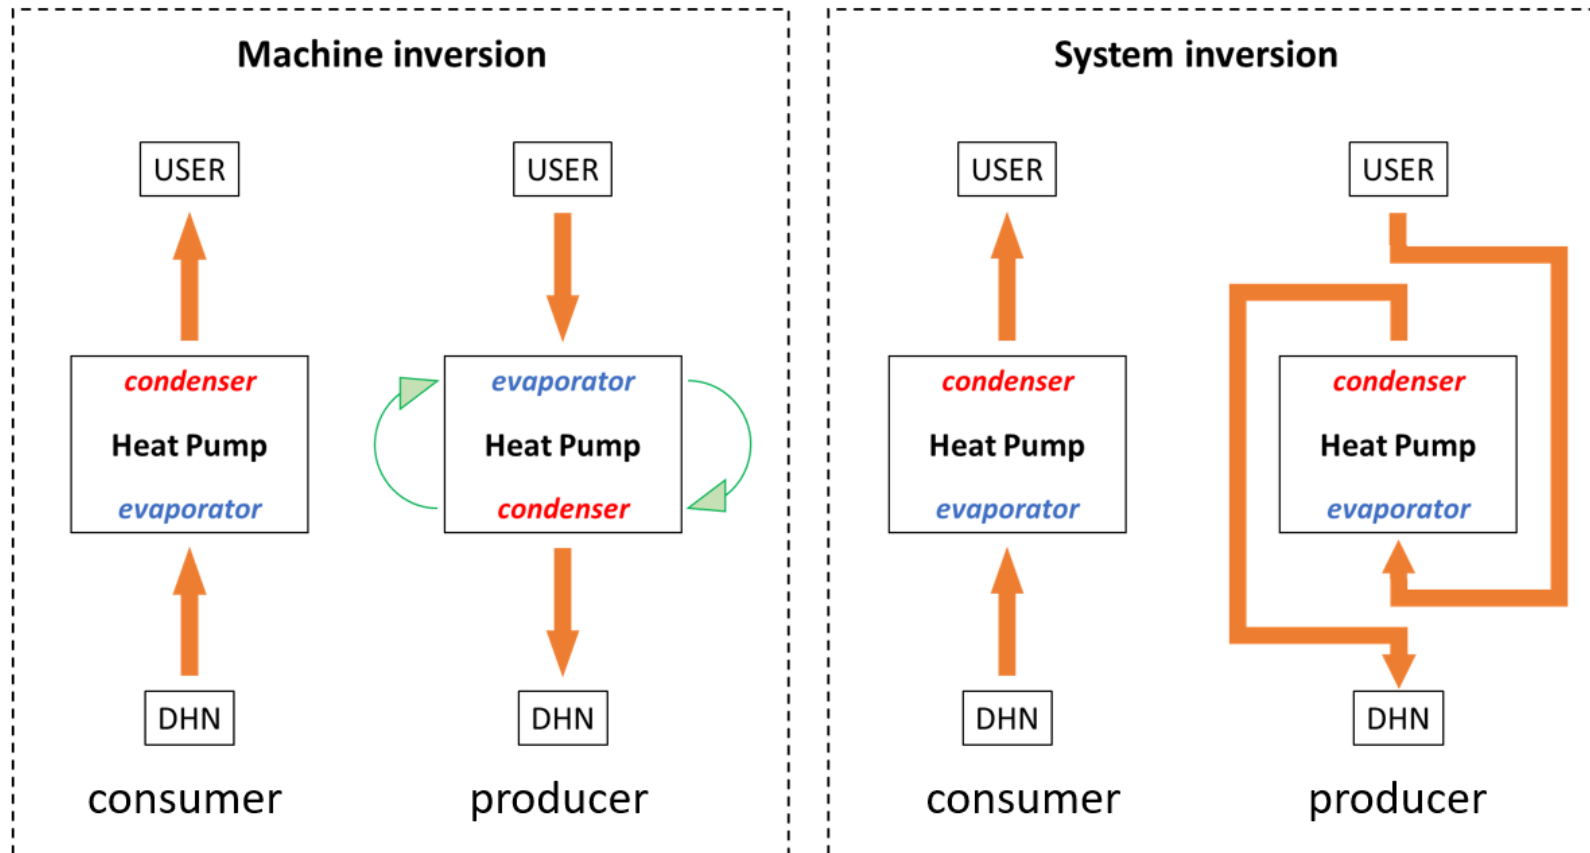 Machine inversion
USER
USER
condenser
Heat Pump
evaporator
evaporator
Heat Pump
condenser
DHN
DHN
consumer
producer
System inversion
USER
USER
condenser
Heat Pump
evaporator
condenser
Heat Pump
evaporator
DHN
DHN
consumer
producer